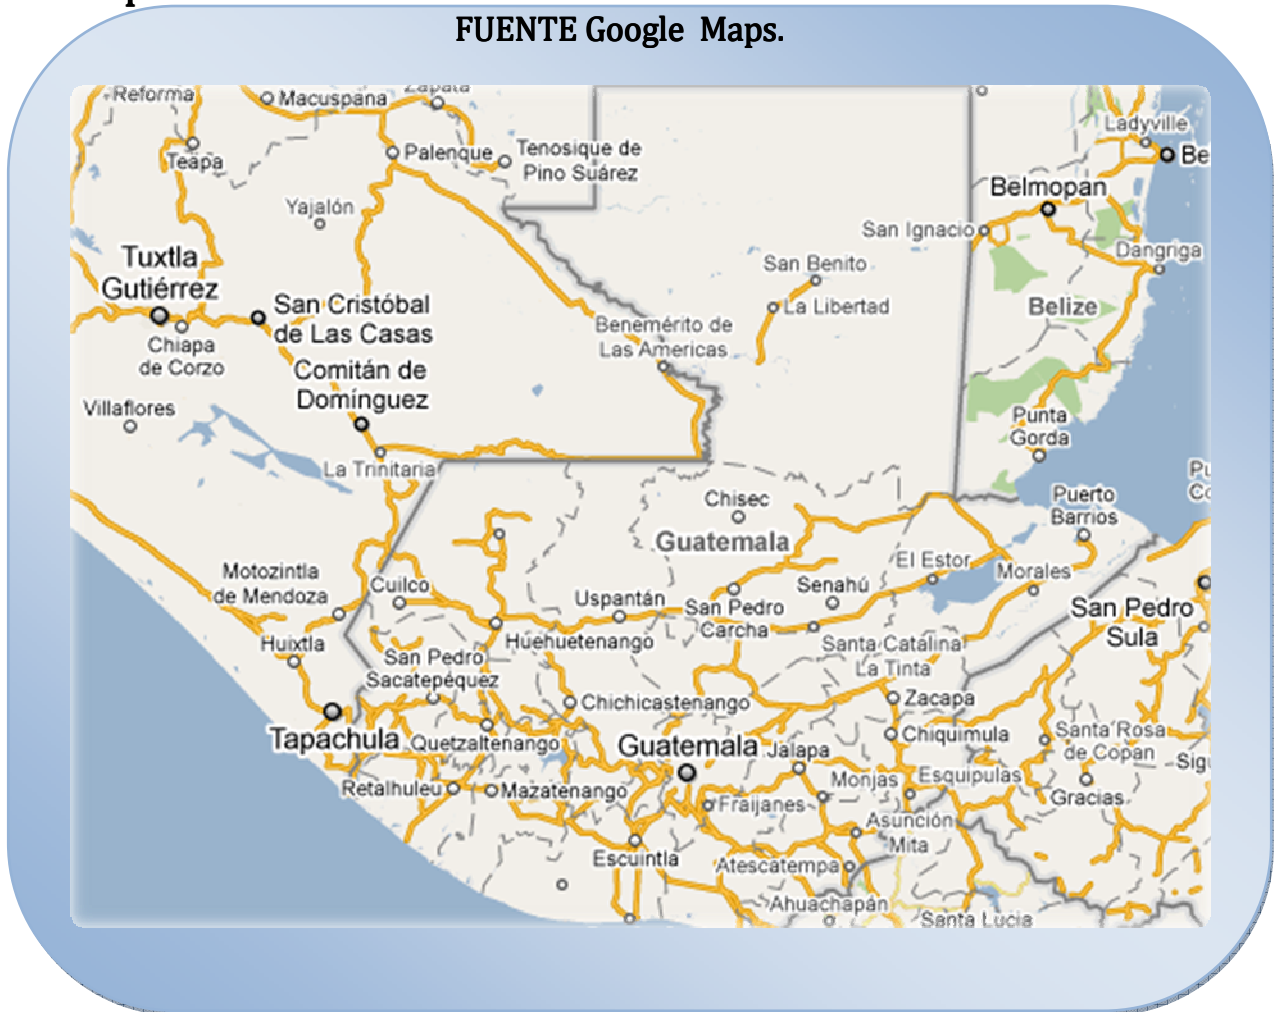 FUENTE Google  Maps.
Reforma
Macuspana
Zapata
Ladyville
Teapa
Palenque
Tenosique de
Pino Suárez
Be
Belmopan
Yajalón
San Ignacio
Dangriga
Tuxtla
Gutiérrez
San Benito
San Cristóbal
de Las Casas
La Libertad
Belize
Benemérito de
Las Americas
Chiapa
de Corzo
Comitán de
Domínguez
Villaflores
Punta
Gorda
La Trinitaria
Pu
Co
Chisec
Puerto
Barrios
Guatemala
El Estor
Morales
Motozintla
de Mendoza
Cuilco
Senahú
Uspantán
San Pedro
Carcha
San Pedro
Sula
Huixtla
Huehuetenango
Santa Catalina
La Tinta
San Pedro
Sacatepéquez
Chichicastenango
Zacapa
Tapachula
Quetzaltenango
Guatemala
Jalapa
Chiquimula
Santa Rosa
de Copan
Sigu
Retalhuleu
Mazatenango
Monjas
Esquipulas
Fraijanes
Gracias
Asunción
Mita
Escuintla
Atescatempa
Ahuachapán
Santa Lucia